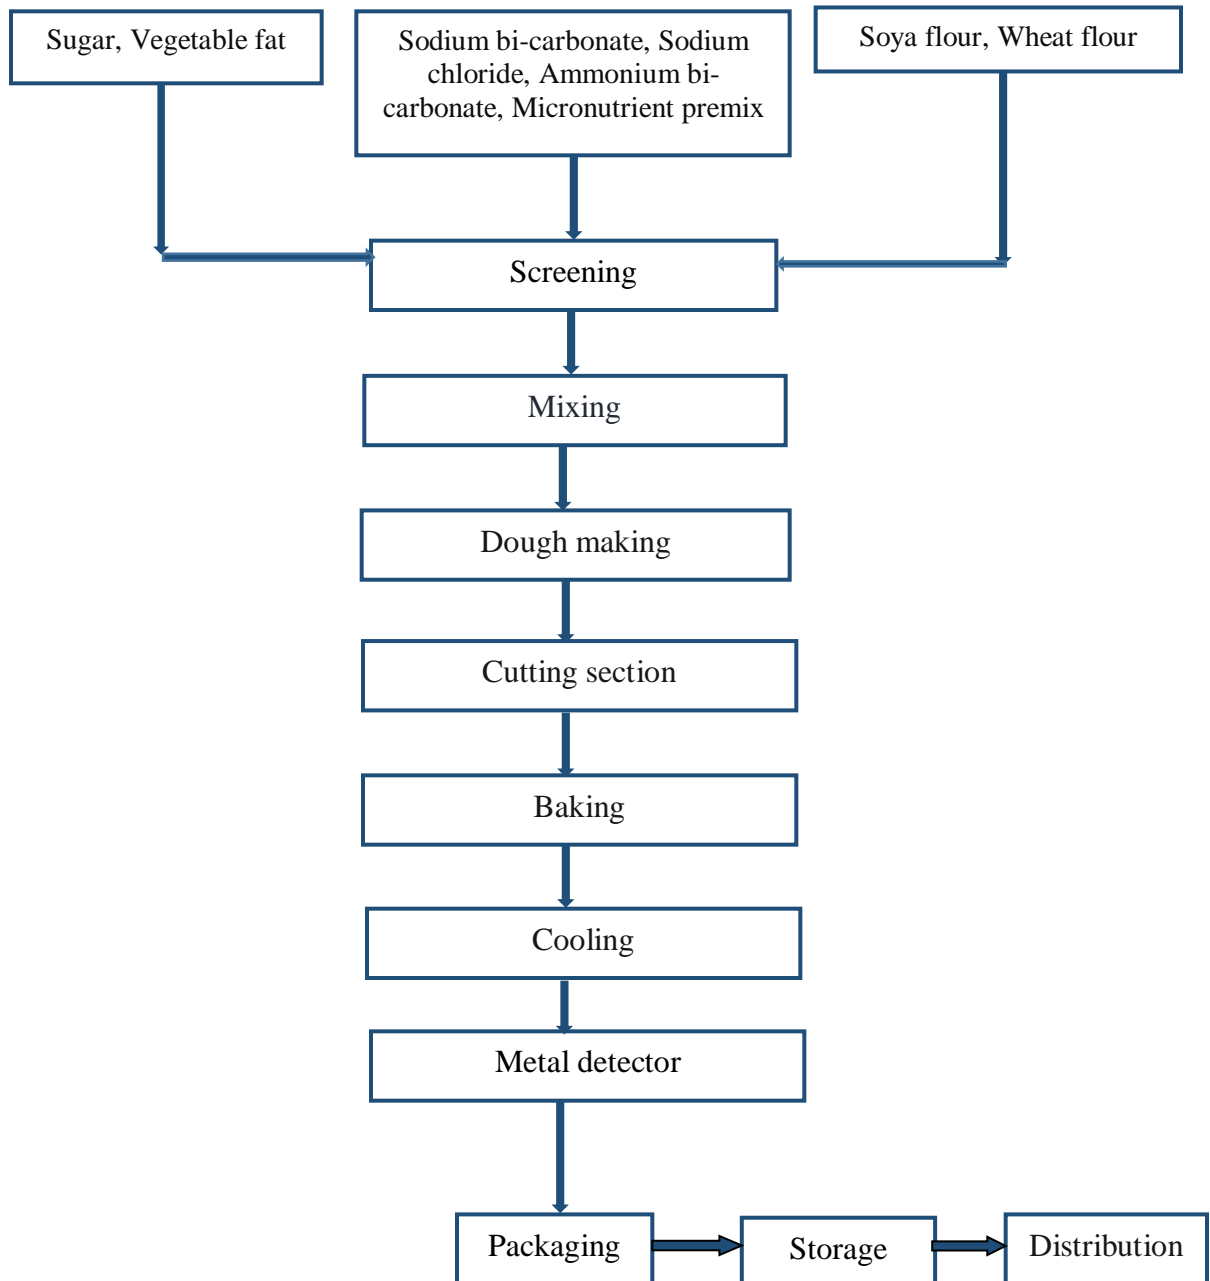 Sugar, Vegetable fat
Sodium bi-carbonate, Sodium
chloride, Ammonium bi-
carbonate, Micronutrient premix
Soya flour, Wheat flour
Screening
Mixing
Dough making
Cutting section
Baking
Cooling
Metal detector
Packaging
Storage
Distribution